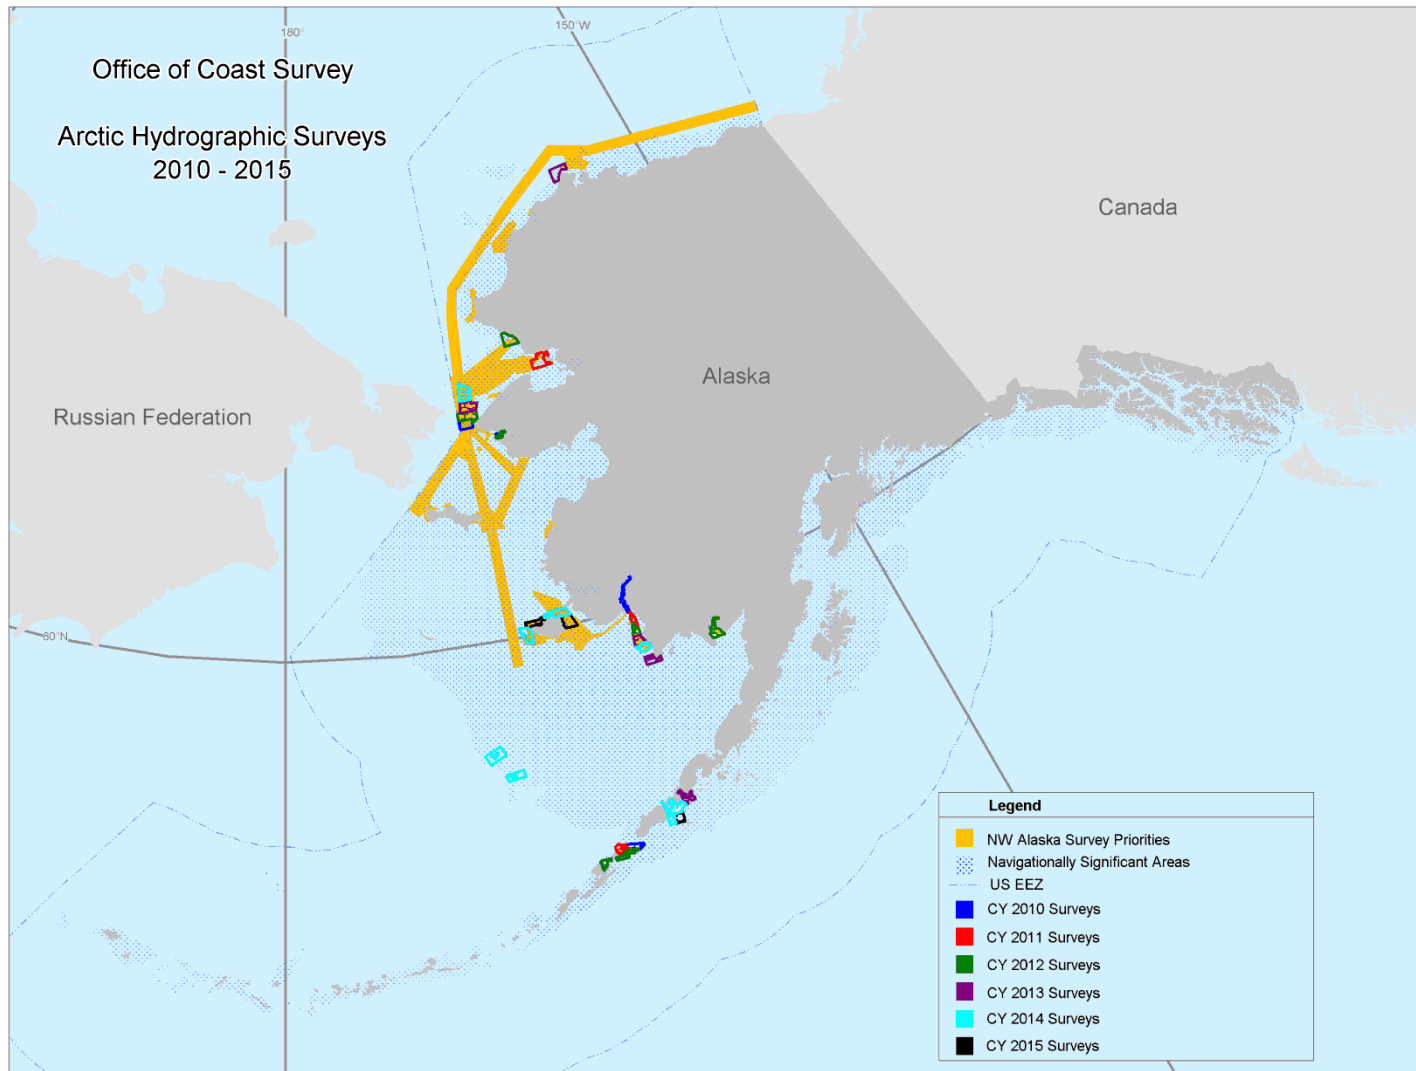 180°
150°W
Office of Coast Survey
Arctic Hydrographic Surveys
2010 - 2015
Canada
Alaska
Russian Federation
60°N
Legend
NW Alaska Survey Priorities
Navigationally Significant Areas
US EEZ
CY 2010 Surveys
CY 2011 Surveys
CY 2012 Surveys
CY 2013 Surveys
CY 2014 Surveys
CY 2015 Surveys